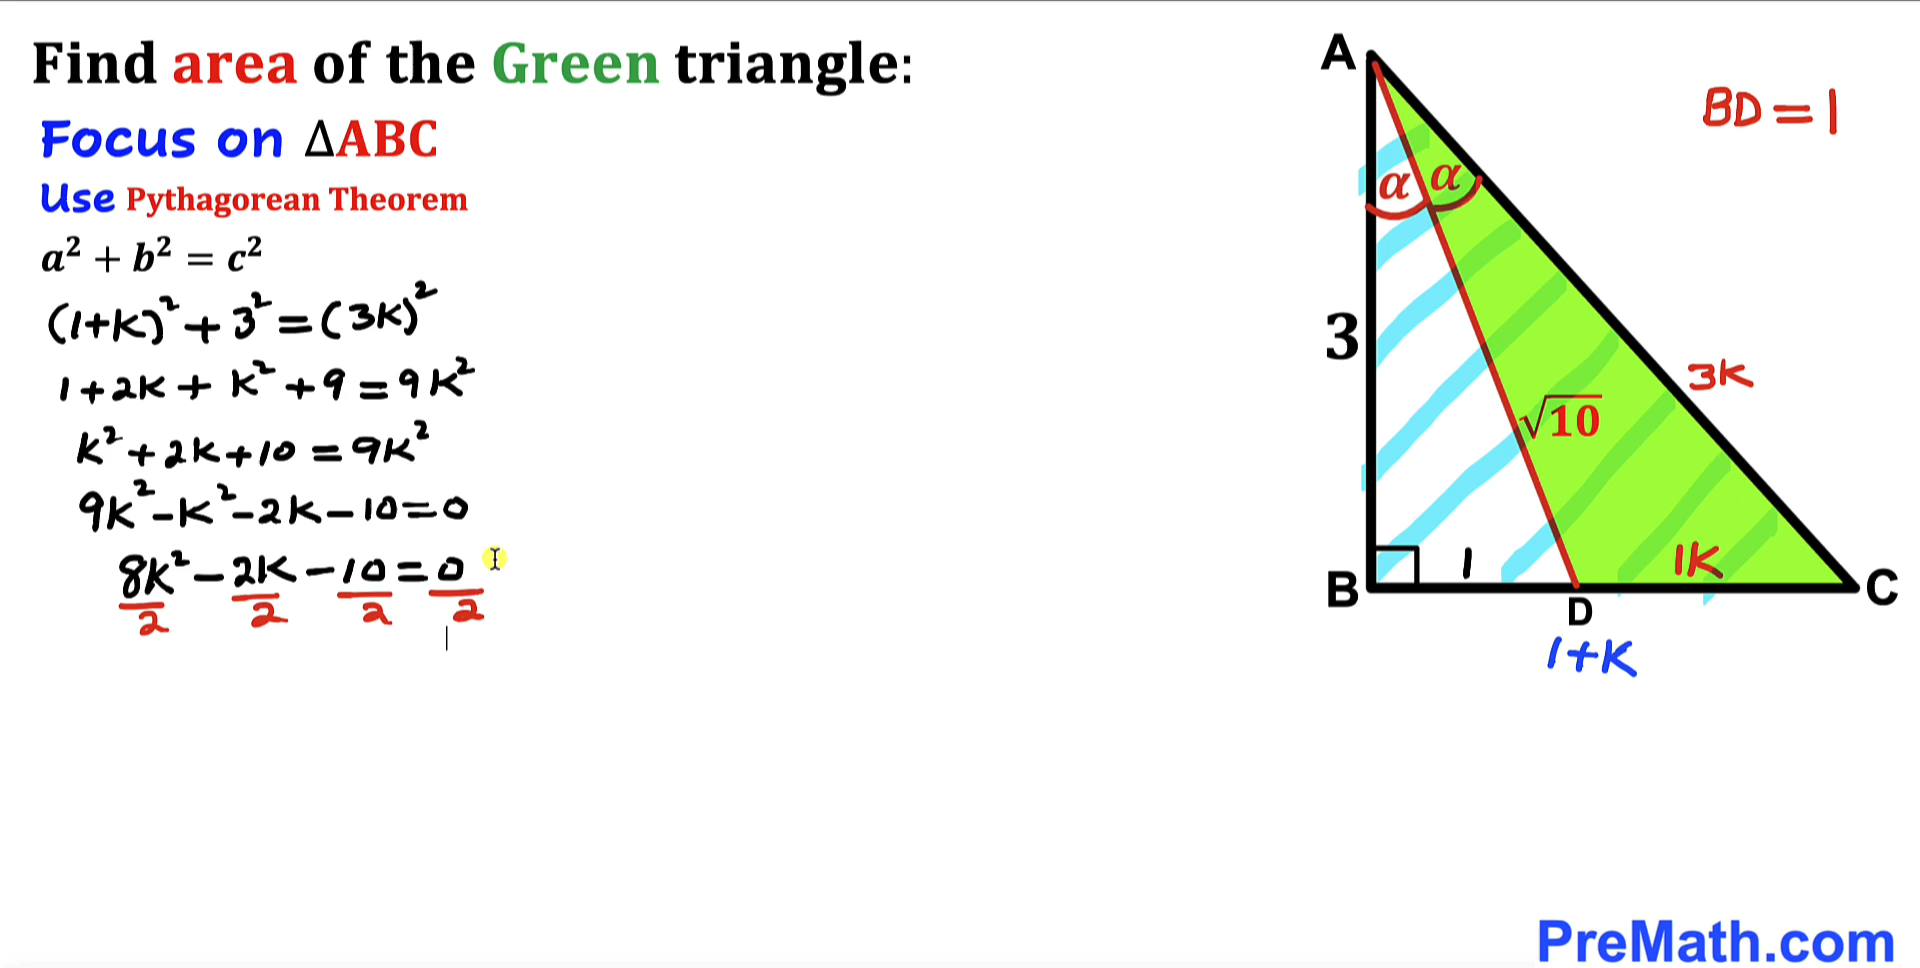 Find area of the Green triangle:
Focus on ΔABC
Use Pythagorean Theorem
a² + b² = c²
(1+K)² + 3² = (3K)²
1 + 2K + K² + 9 = 9K²
K² + 2K + 10 = 9K²
9K² - K² - 2K - 10 = 0
8K² - 2K - 10 = 0
2 2 2 2
A
BD = 1
α α
3
3K
√10
1
1K
B
D
C
1+K
PreMath.com